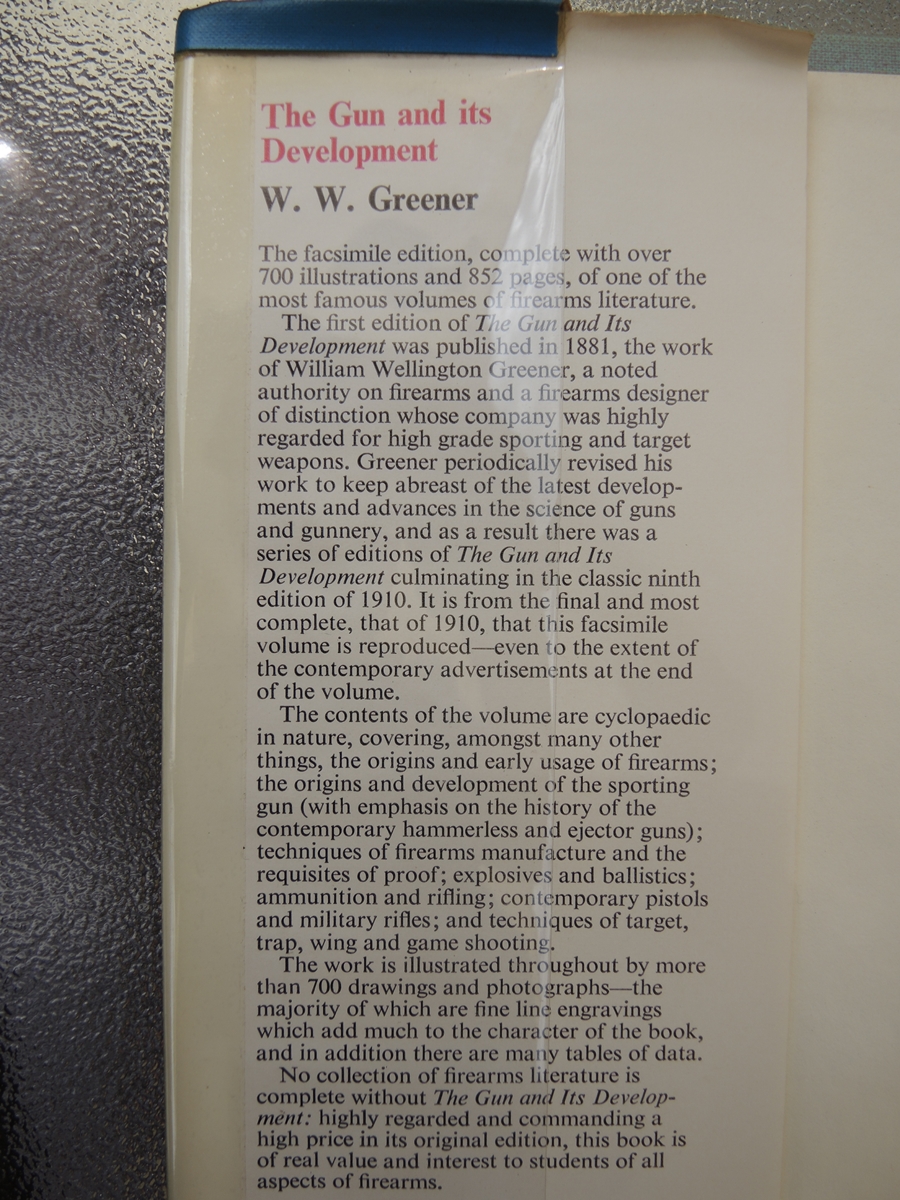 The Gun and its
Development
W. W. Greener
The facsimile edition, complete with over
700 illustrations and 852 pages, of one of the
most famous volumes of firearms literature.
The first edition of The Gun and Its
Development was published in 1881, the work
of William Wellington Greener, a noted
authority on firearms and a firearms designer
of distinction whose company was highly
regarded for high grade sporting and target
weapons. Greener periodically revised his
work to keep abreast of the latest develop-
ments and advances in the science of guns
and gunnery, and as a result there was a
series of editions of The Gun and Its
Development culminating in the classic ninth
edition of 1910. It is from the final and most
complete, that of 1910, that this facsimile
volume is reproduced—even to the extent of
the contemporary advertisements at the end
of the volume.
The contents of the volume are cyclopaedic
in nature, covering, amongst many other
things, the origins and early usage of firearms;
the origins and development of the sporting
gun (with emphasis on the history of the
contemporary hammerless and ejector guns);
techniques of firearms manufacture and the
requisites of proof; explosives and ballistics;
ammunition and rifling; contemporary pistols
and military rifles; and techniques of target,
trap, wing and game shooting.
The work is illustrated throughout by more
than 700 drawings and photographs—the
majority of which are fine line engravings
which add much to the character of the book,
and in addition there are many tables of data.
No collection of firearms literature is
complete without The Gun and Its Develop-
ment: highly regarded and commanding a
high price in its original edition, this book is
of real value and interest to students of all
aspects of firearms.